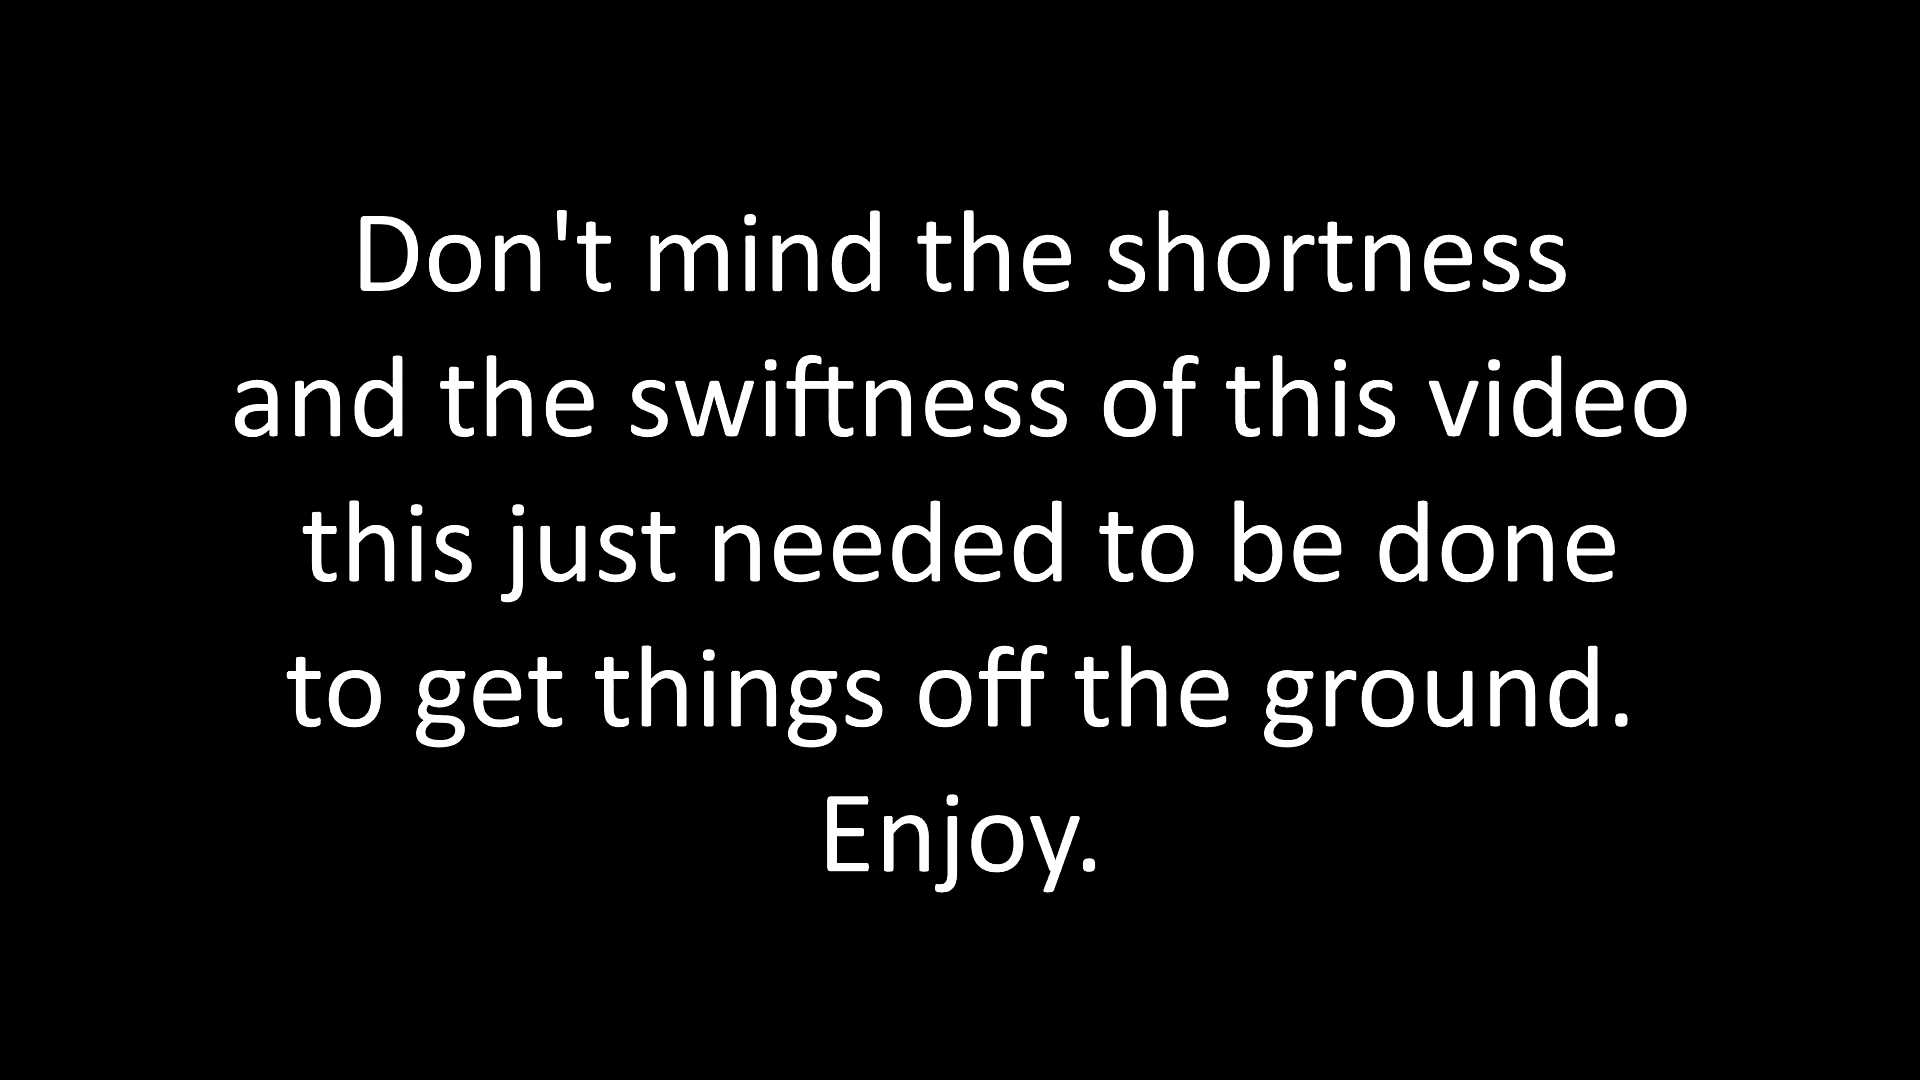 Don't mind the shortness
and the swiftness of this video
this just needed to be done
to get things off the ground.
Enjoy.